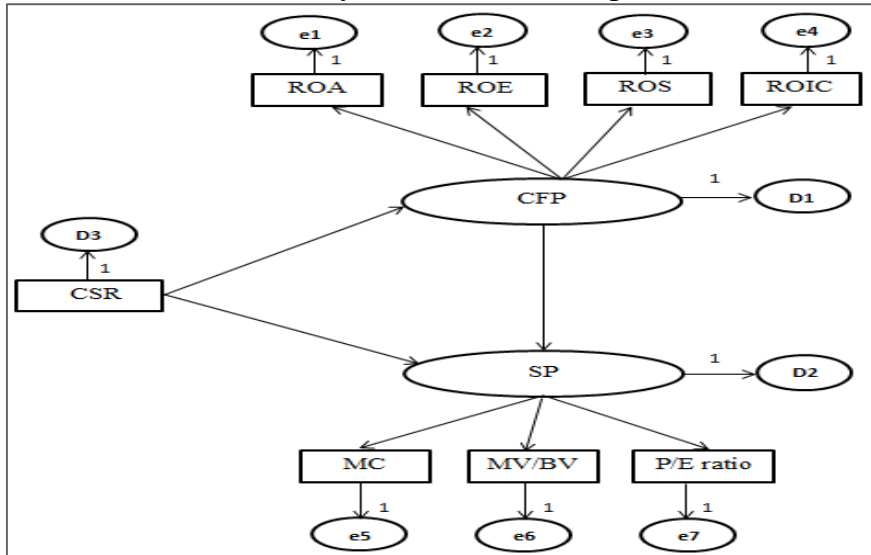 e1 e2 e3 e4
1 1 1 1
ROA ROE ROS ROIC
CFP 1 D1
D3
1
CSR
SP 1 D2
MC MV/BV P/E ratio
1 1 1
e5 e6 e7